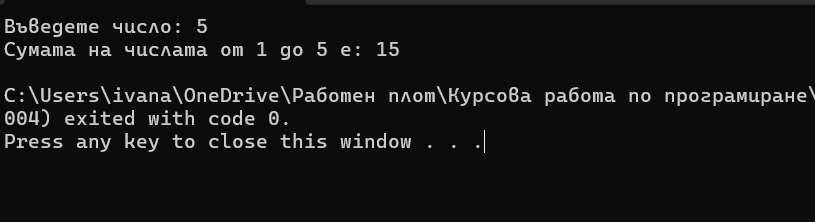 Въведете число: 5
Сумата на числата от 1 до 5 е: 15
C:\Users\ivana\OneDrive\Работен плот\Курсова работа по програмиране\
004) exited with code 0.
Press any key to close this window . . .